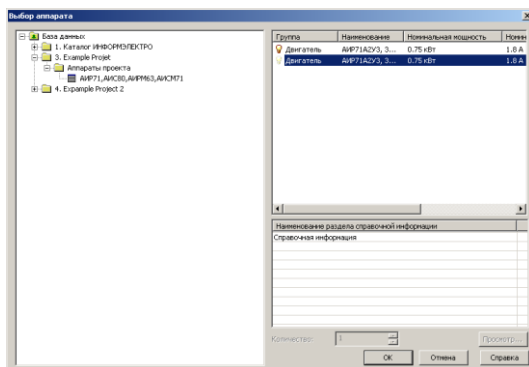 Выбор аппарата
База данных
1. Каталог ИНФОРМЭЛЕКТРО
3. Example Projet
Аппараты проекта
АИР71,АИС80,АИРМ63,АИСМ71
4. Expample Project 2
Группа Наименование Номинальная мощность Номин
Двигатель АИР71А2У3, 3... 0.75 кВт 1.8 А
Двигатель АИР71А2У3, 3... 0.75 кВт 1.8 А
Наименование раздела справочной информации
Справочная информация
Количество: 1 Просмотр...
ОК Отмена Справка